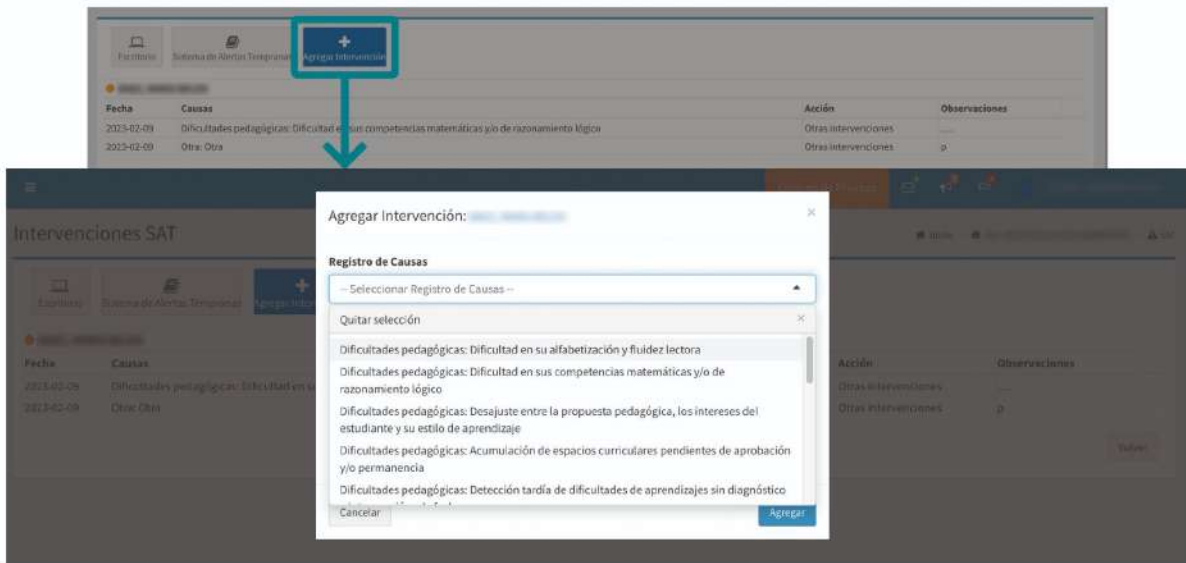 Escritorio Sistema de Alertas Tempranas Agregar Intervención
Fecha Causas Acción Observaciones
2023-02-09 Dificultades pedagógicas: Dificultad en sus competencias matemáticas y/o de razonamiento lógico Otras intervenciones
2023-02-09 Otra: Otra Otras intervenciones p
Intervenciones SAT
Inicio
Escritorio Sistema de Alertas Tempranas Agregar
Fecha Causas Acción Observaciones
2023-02-09 Dificultades pedagógicas: Dificultad en Otras intervenciones
2023-02-09 Otra: Otra Otras intervenciones p
Volver
Agregar Intervención:
Registro de Causas
-- Seleccionar Registro de Causas --
Quitar selección
Dificultades pedagógicas: Dificultad en su alfabetización y fluidez lectora
Dificultades pedagógicas: Dificultad en sus competencias matemáticas y/o de
razonamiento lógico
Dificultades pedagógicas: Desajuste entre la propuesta pedagógica, los intereses del
estudiante y su estilo de aprendizaje
Dificultades pedagógicas: Acumulación de espacios curriculares pendientes de aprobación
y/o permanencia
Dificultades pedagógicas: Detección tardía de dificultades de aprendizajes sin diagnóstico
Cancelar Agregar